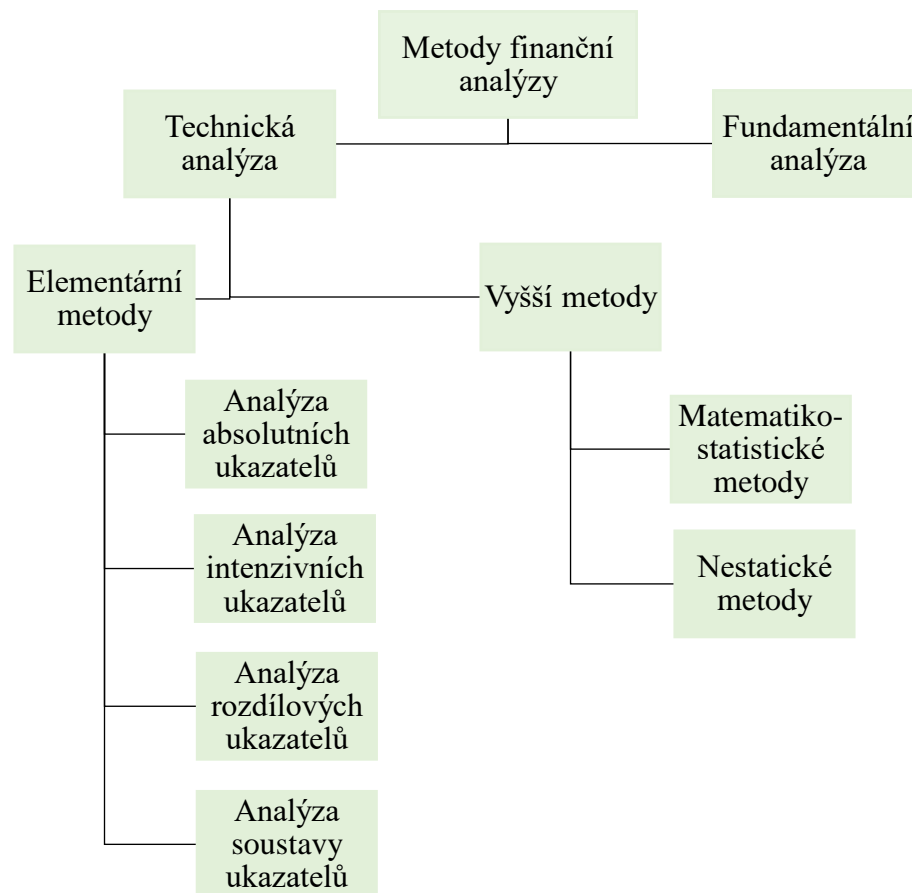 Metody finanční
analýzy
Technická
analýza
Fundamentální
analýza
Elementární
metody
Vyšší metody
Analýza
absolutních
ukazatelů
Analýza
intenzivních
ukazatelů
Analýza
rozdílových
ukazatelů
Analýza
soustavy
ukazatelů
Matematiko-
statistické
metody
Nestatické
metody